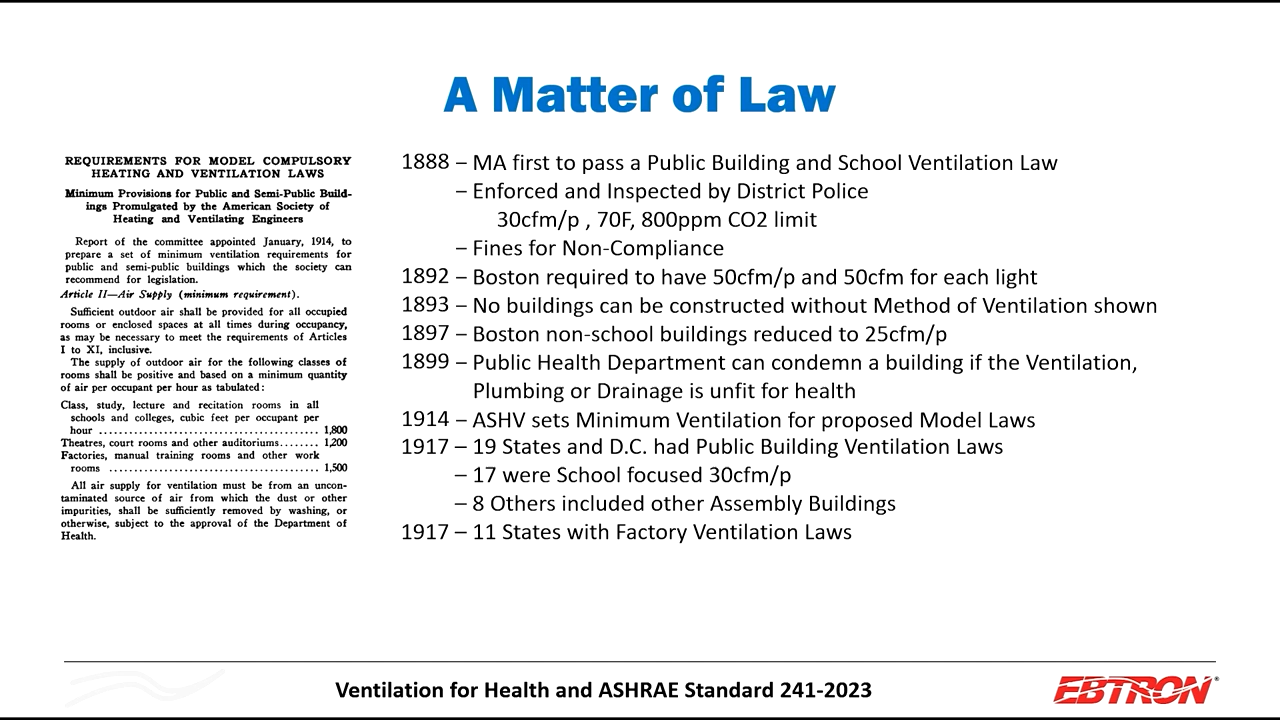 A Matter of Law
REQUIREMENTS FOR MODEL COMPULSORY
HEATING AND VENTILATION LAWS
Minimum Provisions for Public and Semi-Public Build-
ings Promulgated by the American Society of
Heating and Ventilating Engineers
Report of the committee appointed January, 1914, to
prepare a set of minimum ventilation requirements for
public and semi-public buildings which the society can
recommend for legislation.
Article II—Air Supply (minimum requirement).
Sufficient outdoor air shall be provided for all occupied
rooms or enclosed spaces at all times during occupancy,
as may be necessary to meet the requirements of Articles
I to XI, inclusive.
The supply of outdoor air for the following classes of
rooms shall be positive and based on a minimum quantity
of air per occupant per hour as tabulated:
Class, study, lecture and recitation rooms in all
schools and colleges, cubic feet per occupant per
hour ...................................... 1,800
Theatres, court rooms and other auditoriums........ 1,200
Factories, manual training rooms and other work
rooms ...................................... 1,500
All air supply for ventilation must be from an uncon-
taminated source of air from which the dust or other
impurities, shall be sufficiently removed by washing, or
otherwise, subject to the approval of the Department of
Health.
1888 – MA first to pass a Public Building and School Ventilation Law
– Enforced and Inspected by District Police
30cfm/p , 70F, 800ppm CO2 limit
– Fines for Non-Compliance
1892 – Boston required to have 50cfm/p and 50cfm for each light
1893 – No buildings can be constructed without Method of Ventilation shown
1897 – Boston non-school buildings reduced to 25cfm/p
1899 – Public Health Department can condemn a building if the Ventilation,
Plumbing or Drainage is unfit for health
1914 – ASHV sets Minimum Ventilation for proposed Model Laws
1917 – 19 States and D.C. had Public Building Ventilation Laws
– 17 were School focused 30cfm/p
– 8 Others included other Assembly Buildings
1917 – 11 States with Factory Ventilation Laws
Ventilation for Health and ASHRAE Standard 241-2023
EBTRON®